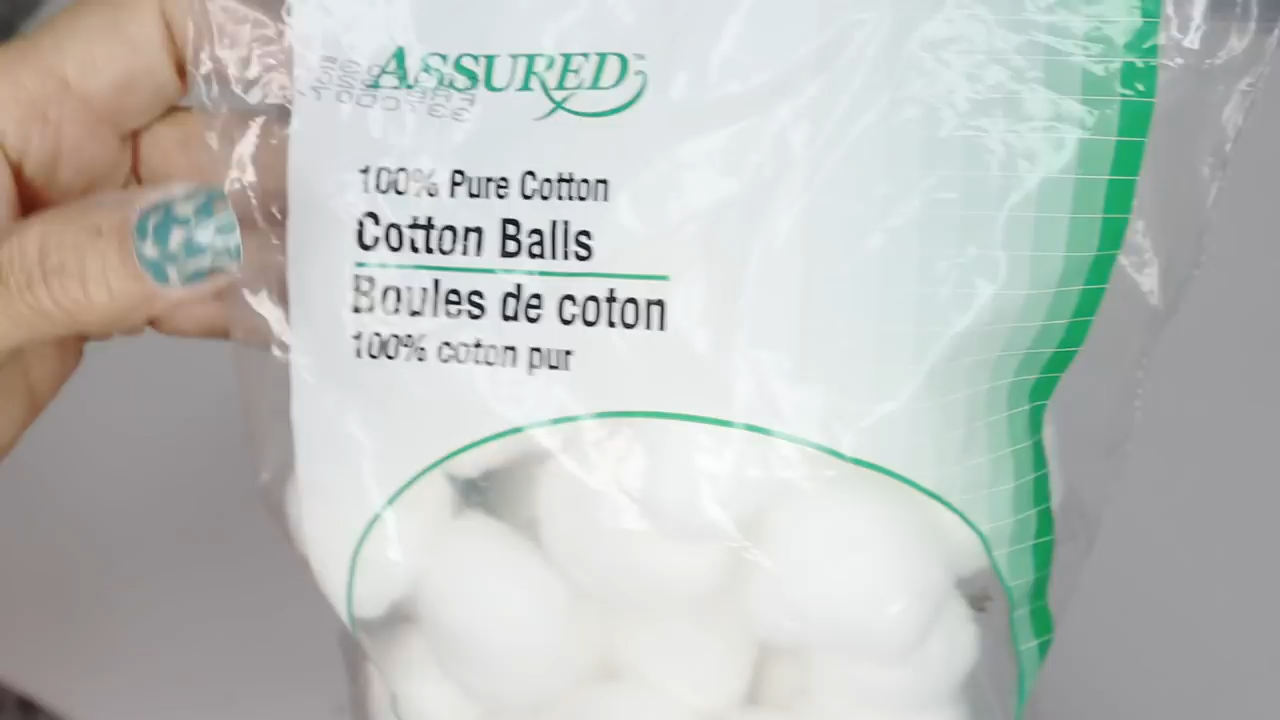 ASSURED
100% Pure Cotton
Cotton Balls
Boules de coton
100% coton pur